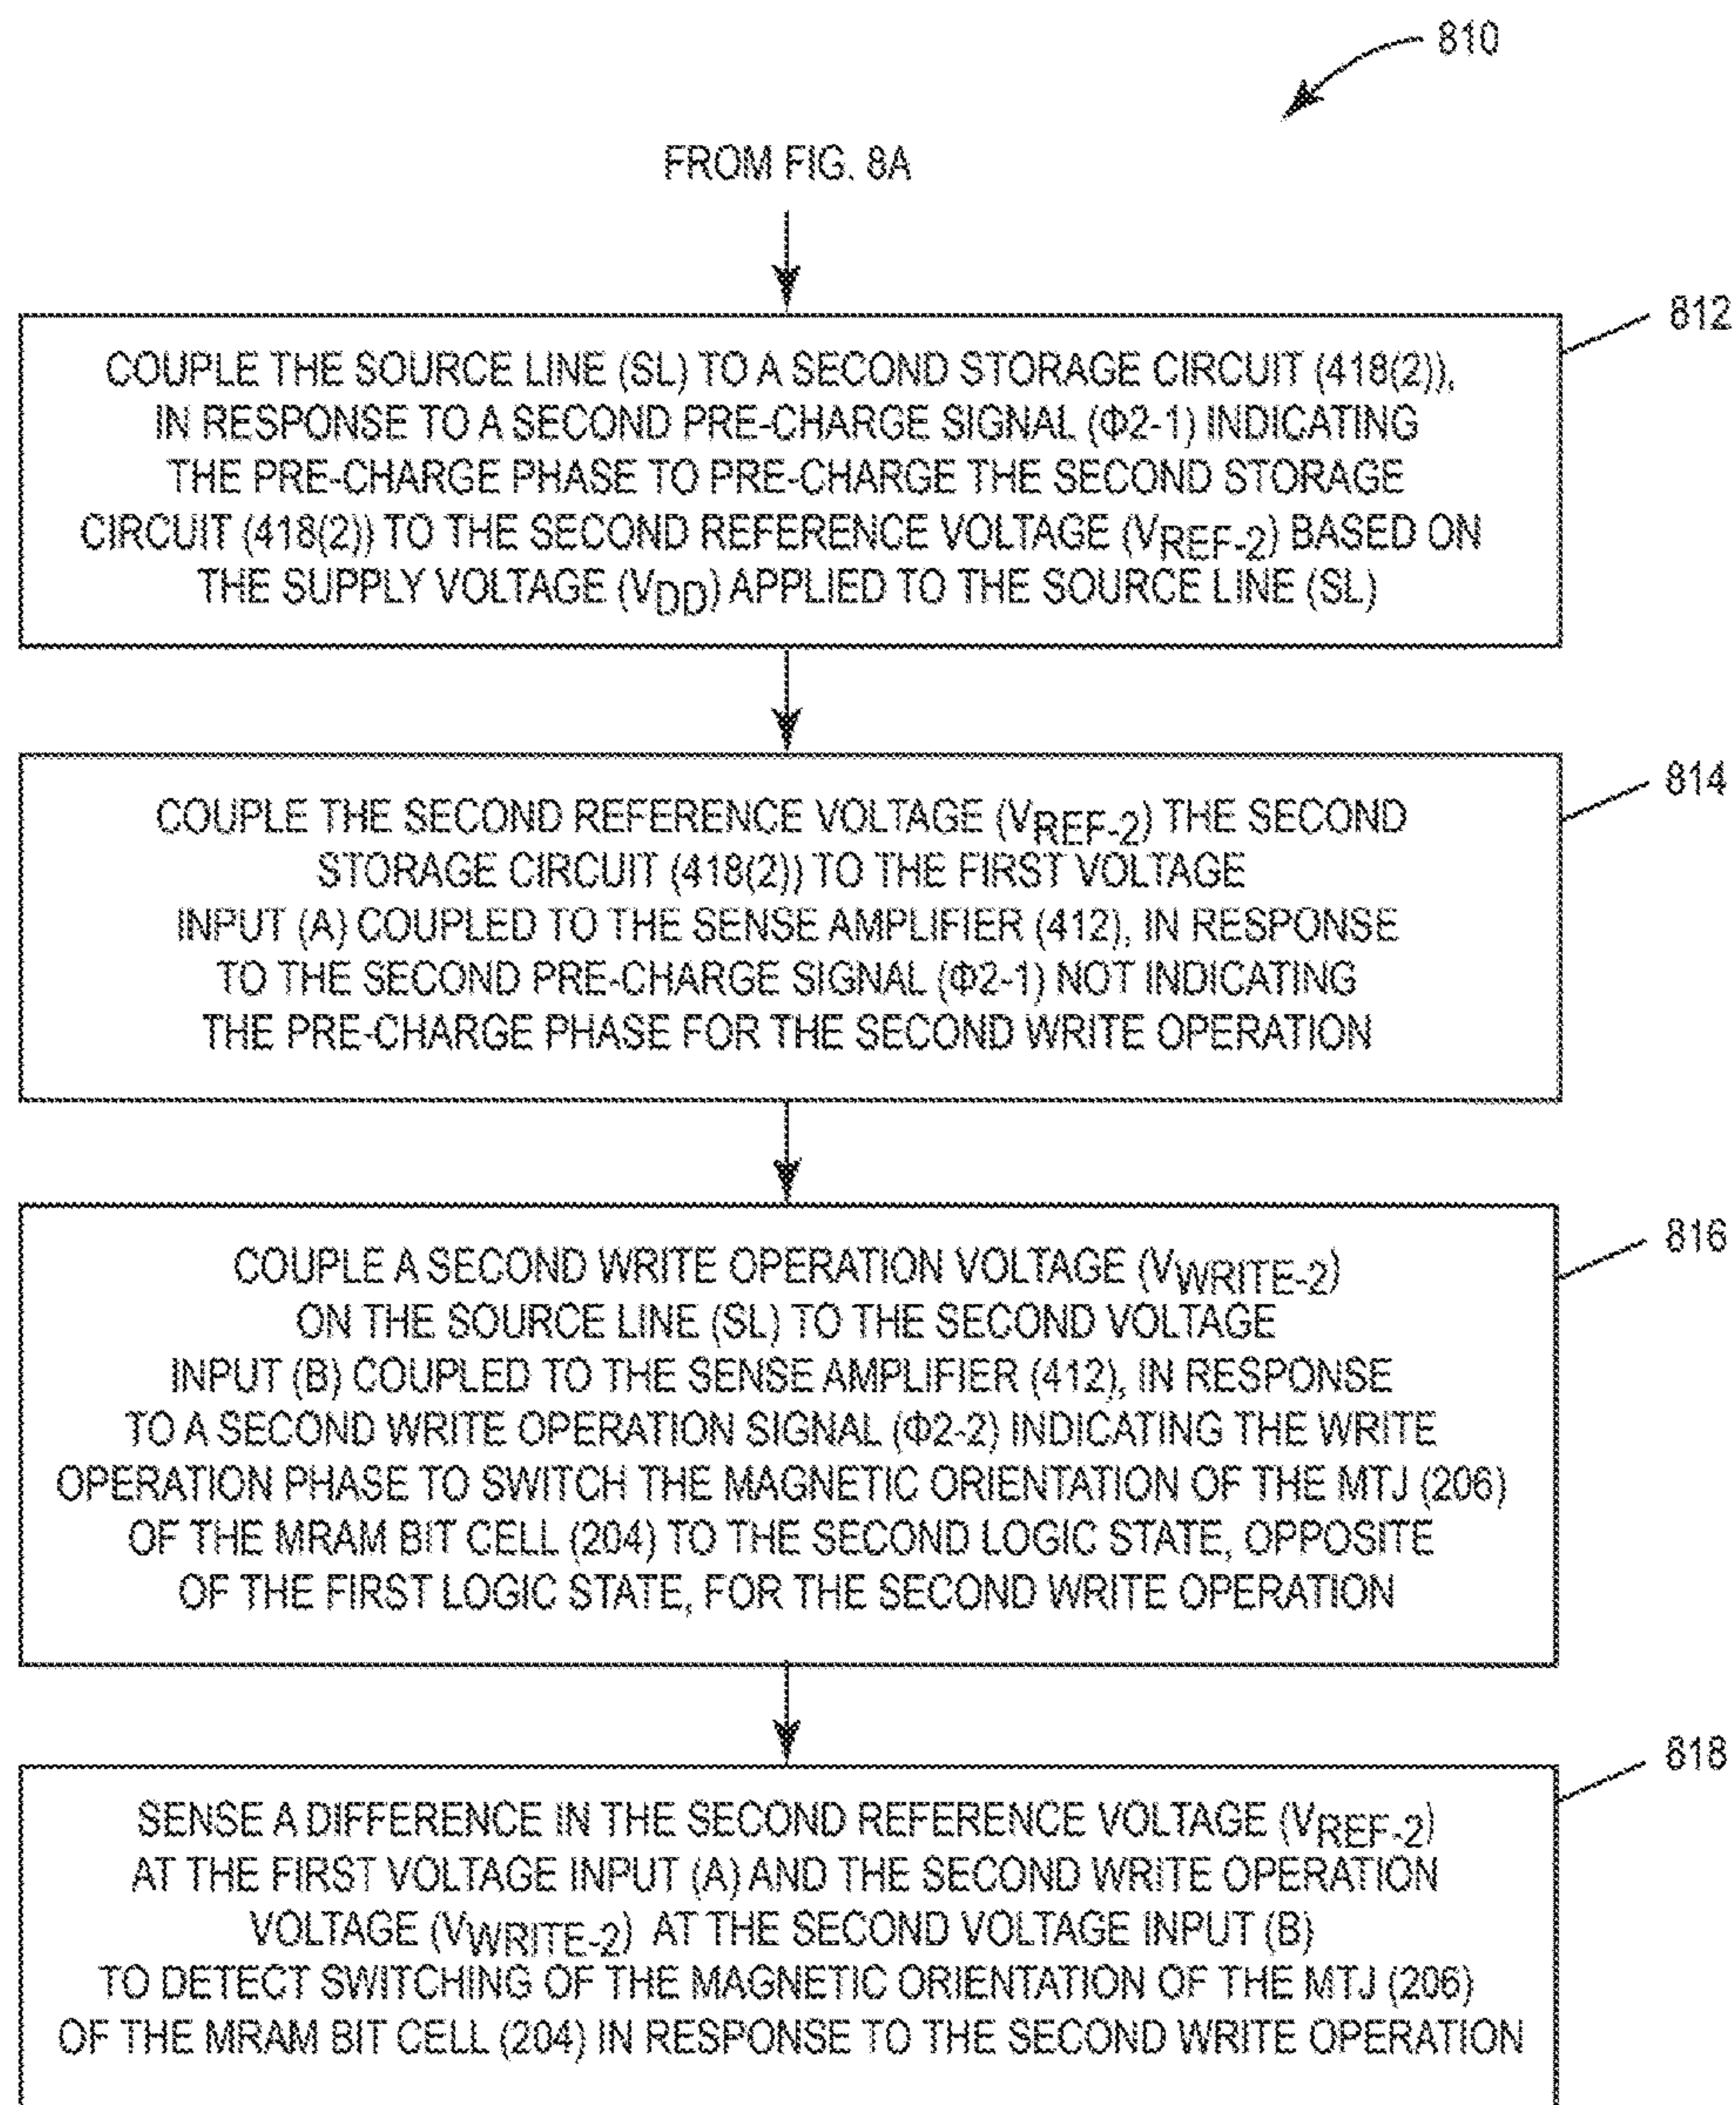 810
FROM FIG. 8A
812
COUPLE THE SOURCE LINE (SL) TO A SECOND STORAGE CIRCUIT (418(2)),
IN RESPONSE TO A SECOND PRE-CHARGE SIGNAL (Φ2-1) INDICATING
THE PRE-CHARGE PHASE TO PRE-CHARGE THE SECOND STORAGE
CIRCUIT (418(2)) TO THE SECOND REFERENCE VOLTAGE (VREF-2) BASED ON
THE SUPPLY VOLTAGE (VDD) APPLIED TO THE SOURCE LINE (SL)
814
COUPLE THE SECOND REFERENCE VOLTAGE (VREF-2) THE SECOND
STORAGE CIRCUIT (418(2)) TO THE FIRST VOLTAGE
INPUT (A) COUPLED TO THE SENSE AMPLIFIER (412), IN RESPONSE
TO THE SECOND PRE-CHARGE SIGNAL (Φ2-1) NOT INDICATING
THE PRE-CHARGE PHASE FOR THE SECOND WRITE OPERATION
816
COUPLE A SECOND WRITE OPERATION VOLTAGE (VWRITE-2)
ON THE SOURCE LINE (SL) TO THE SECOND VOLTAGE
INPUT (B) COUPLED TO THE SENSE AMPLIFIER (412), IN RESPONSE
TO A SECOND WRITE OPERATION SIGNAL (Φ2-2) INDICATING THE WRITE
OPERATION PHASE TO SWITCH THE MAGNETIC ORIENTATION OF THE MTJ (206)
OF THE MRAM BIT CELL (204) TO THE SECOND LOGIC STATE, OPPOSITE
OF THE FIRST LOGIC STATE, FOR THE SECOND WRITE OPERATION
818
SENSE A DIFFERENCE IN THE SECOND REFERENCE VOLTAGE (VREF-2)
AT THE FIRST VOLTAGE INPUT (A) AND THE SECOND WRITE OPERATION
VOLTAGE (VWRITE-2) AT THE SECOND VOLTAGE INPUT (B)
TO DETECT SWITCHING OF THE MAGNETIC ORIENTATION OF THE MTJ (206)
OF THE MRAM BIT CELL (204) IN RESPONSE TO THE SECOND WRITE OPERATION